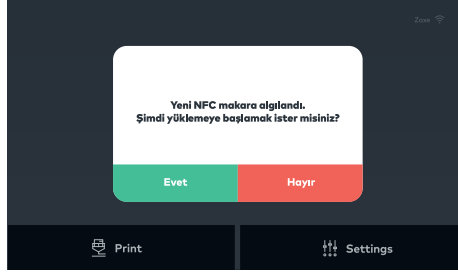 Zaxe
Yeni NFC makara algılandı.
Şimdi yüklemeye başlamak ister misiniz?
Evet
Hayır
Print
Settings